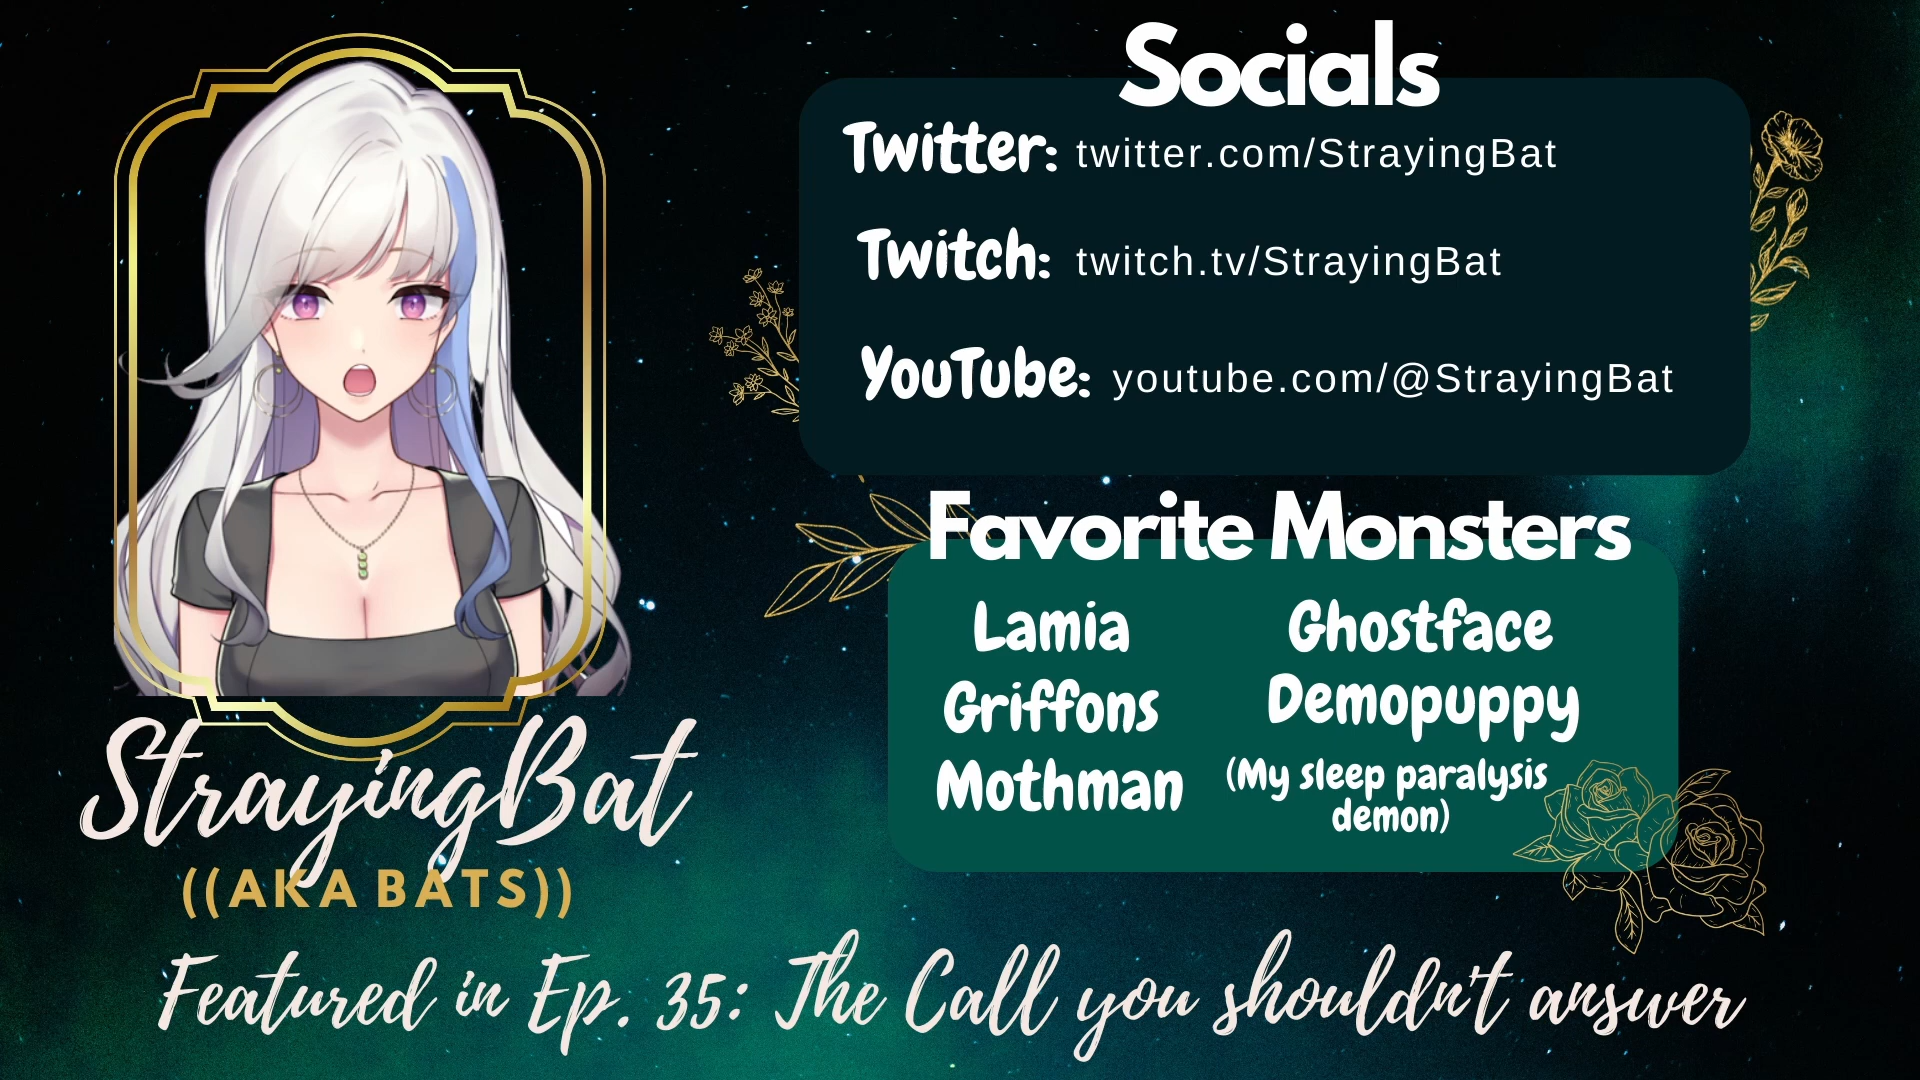 Socials
Twitter: twitter.com/StrayingBat
Twitch: twitch.tv/StrayingBat
YouTube: youtube.com/@StrayingBat
Favorite Monsters
Lamia
Griffons
Mothman
Ghostface
Demopuppy
(My sleep paralysis
demon)
StrayingBat
((AKA BATS))
Featured in Ep. 35: The Call you shouldn't answer